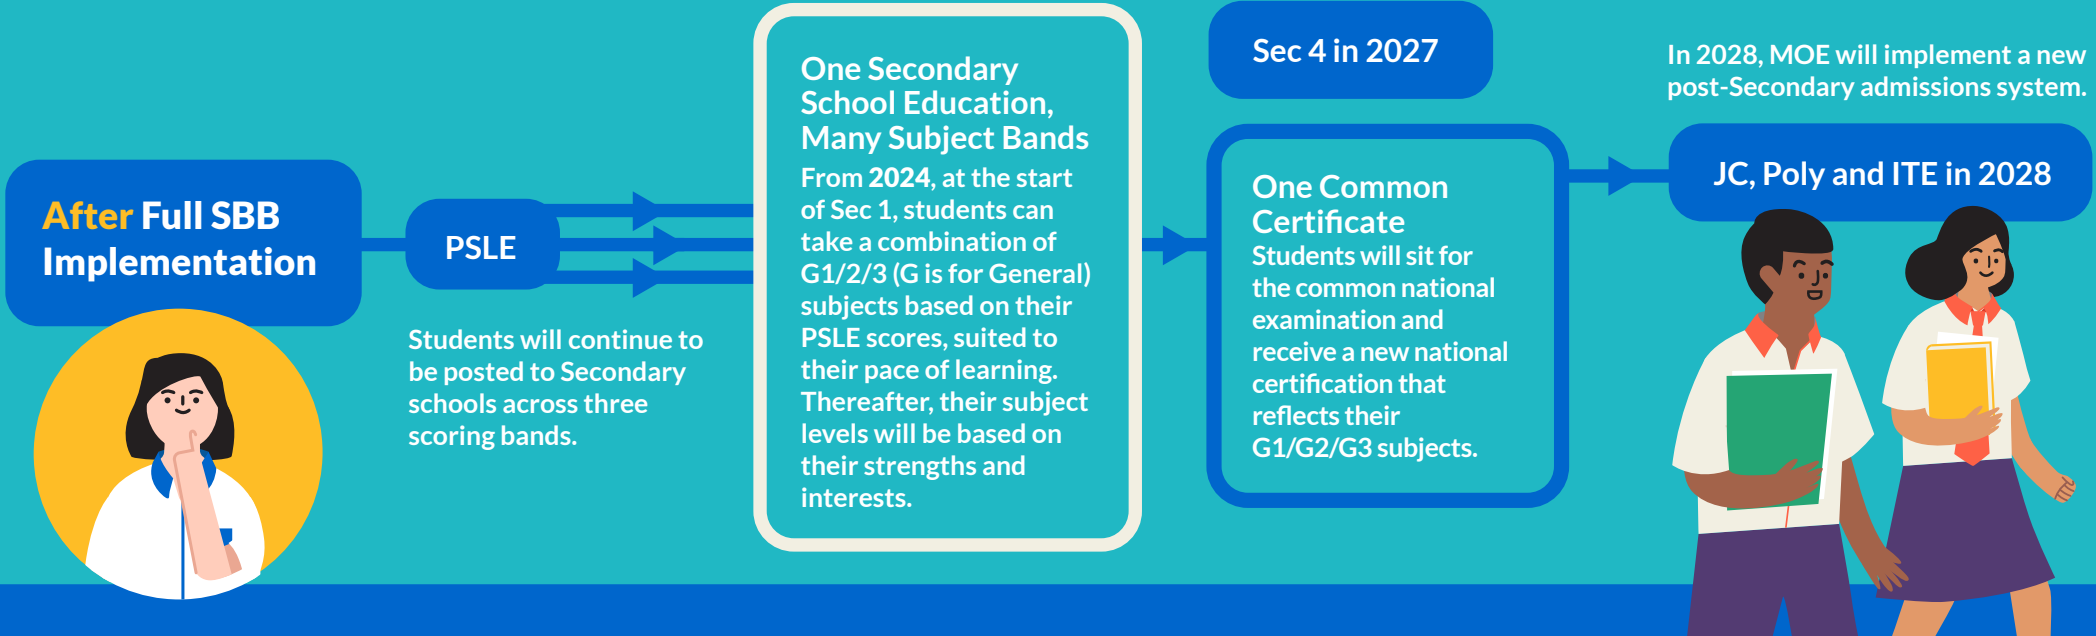 After Full SBB
Implementation
PSLE
Students will continue to
be posted to Secondary
schools across three
scoring bands.
One Secondary
School Education,
Many Subject Bands
From 2024, at the start
of Sec 1, students can
take a combination of
G1/2/3 (G is for General)
subjects based on their
PSLE scores, suited to
their pace of learning.
Thereafter, their subject
levels will be based on
their strengths and
interests.
Sec 4 in 2027
One Common
Certificate
Students will sit for
the common national
examination and
receive a new national
certification that
reflects their
G1/G2/G3 subjects.
In 2028, MOE will implement a new
post-Secondary admissions system.
JC, Poly and ITE in 2028